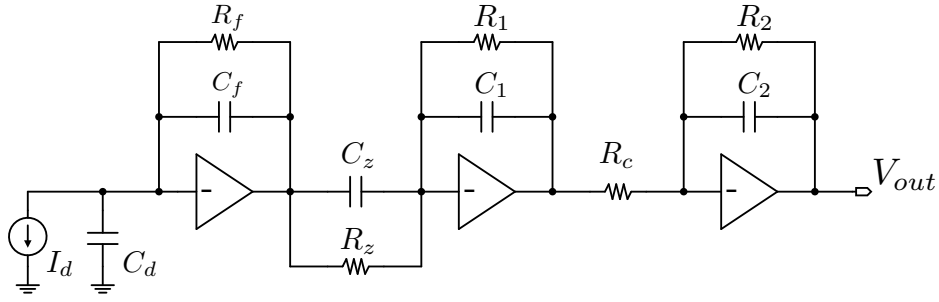 R_f
R_1
R_2
C_f
C_1
C_2
C_z
R_c
V_out
I_d
C_d
R_z